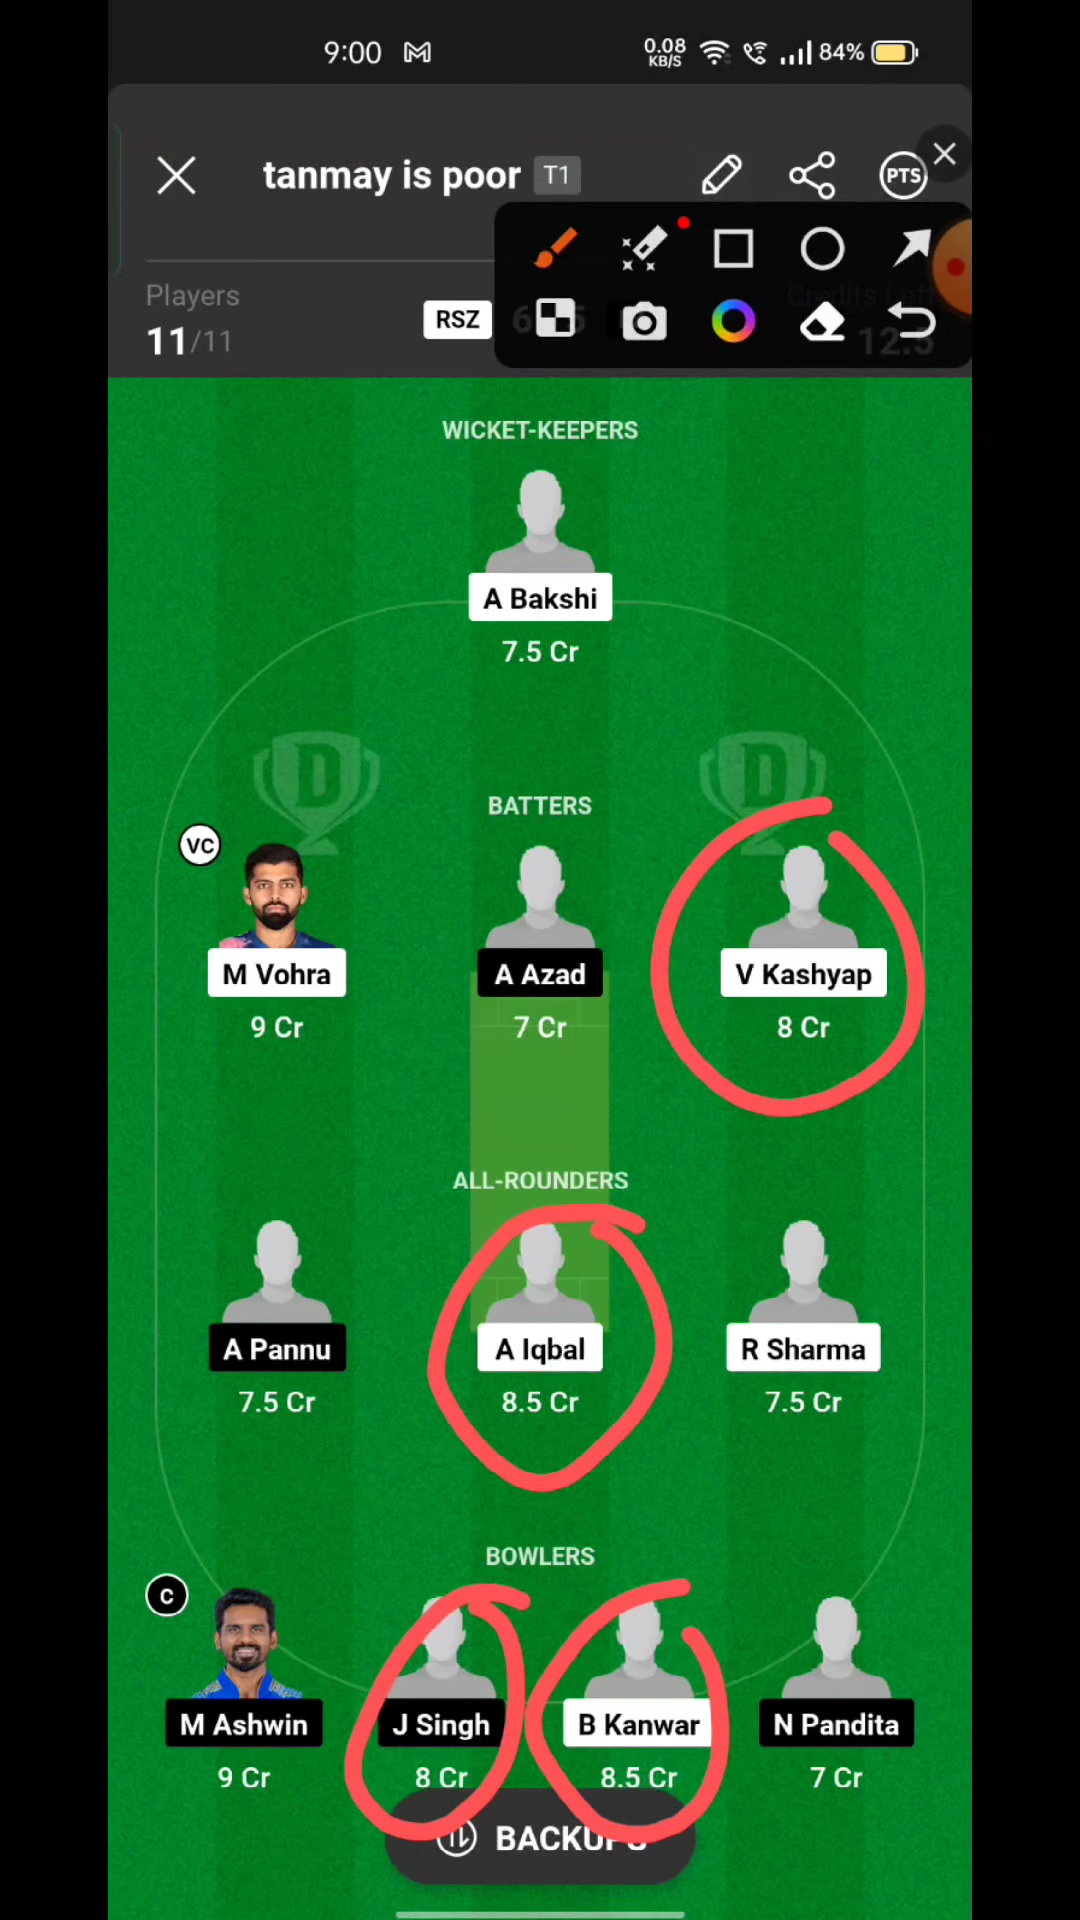 9:00 0.08 KB/S 84%
tanmay is poor T1 PTS
Players
11/11
RSZ
12.5
WICKET-KEEPERS
A Bakshi
7.5 Cr
D D
BATTERS
VC
M Vohra A Azad V Kashyap
9 Cr 7 Cr 8 Cr
ALL-ROUNDERS
A Pannu A Iqbal R Sharma
7.5 Cr 8.5 Cr 7.5 Cr
BOWLERS
C
M Ashwin J Singh B Kanwar N Pandita
9 Cr 8 Cr 8.5 Cr 7 Cr
BACKUPS